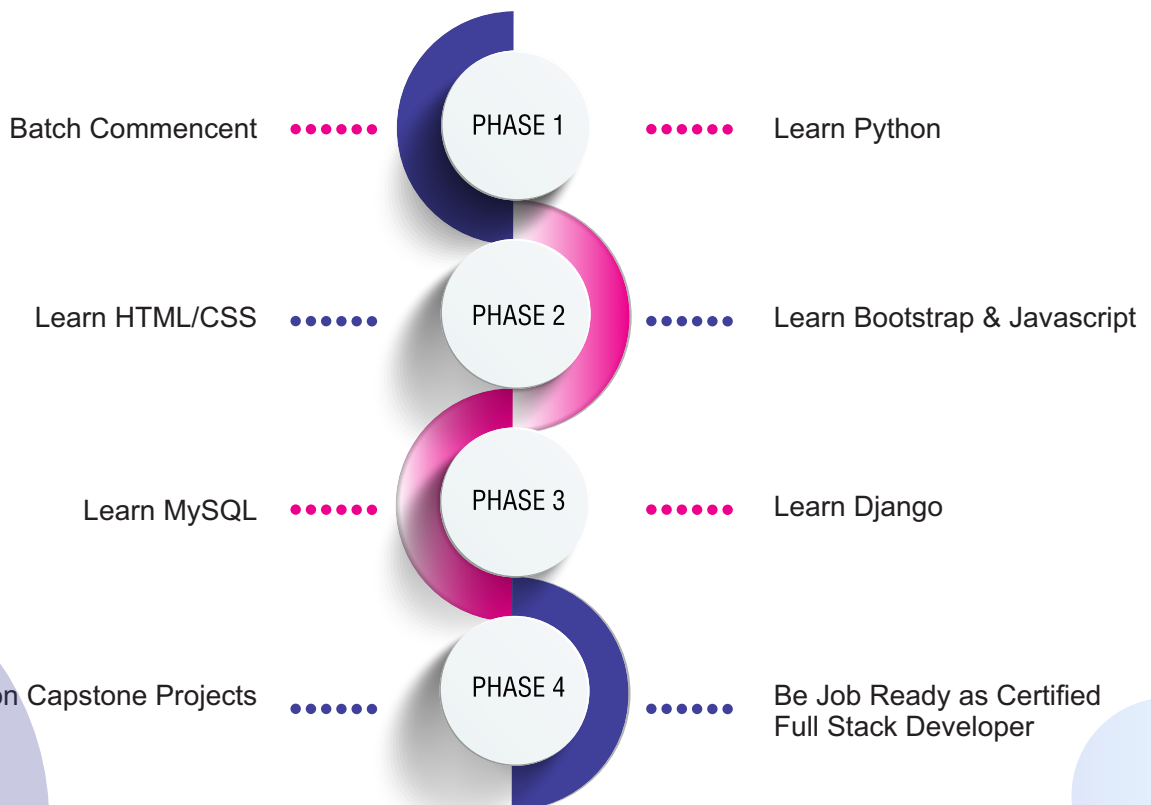 Batch Commencent
PHASE 1
Learn Python
Learn HTML/CSS
PHASE 2
Learn Bootstrap & Javascript
Learn MySQL
PHASE 3
Learn Django
on Capstone Projects
PHASE 4
Be Job Ready as Certified
Full Stack Developer